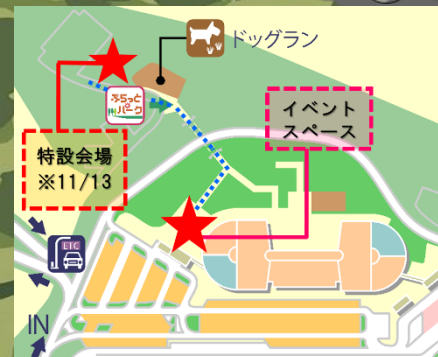 ドッグラン
ぷらっと
パーク
イベント
スペース
特設会場
※11/13
ETC
IN